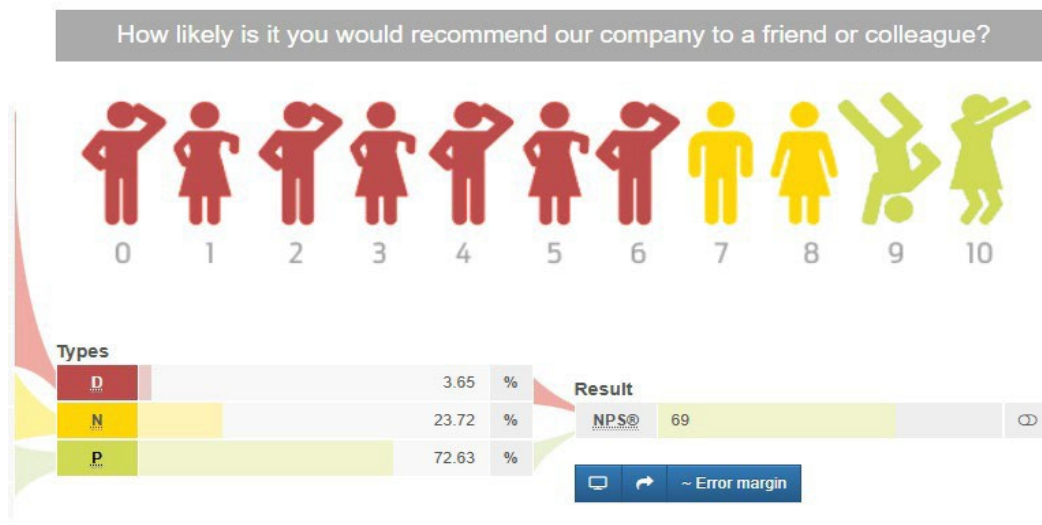 How likely is it you would recommend our company to a friend or colleague?
0 1 2 3 4 5 6 7 8 9 10
Types
D 3.65 %
N 23.72 %
P 72.63 %
Result
NPS® 69
~ Error margin